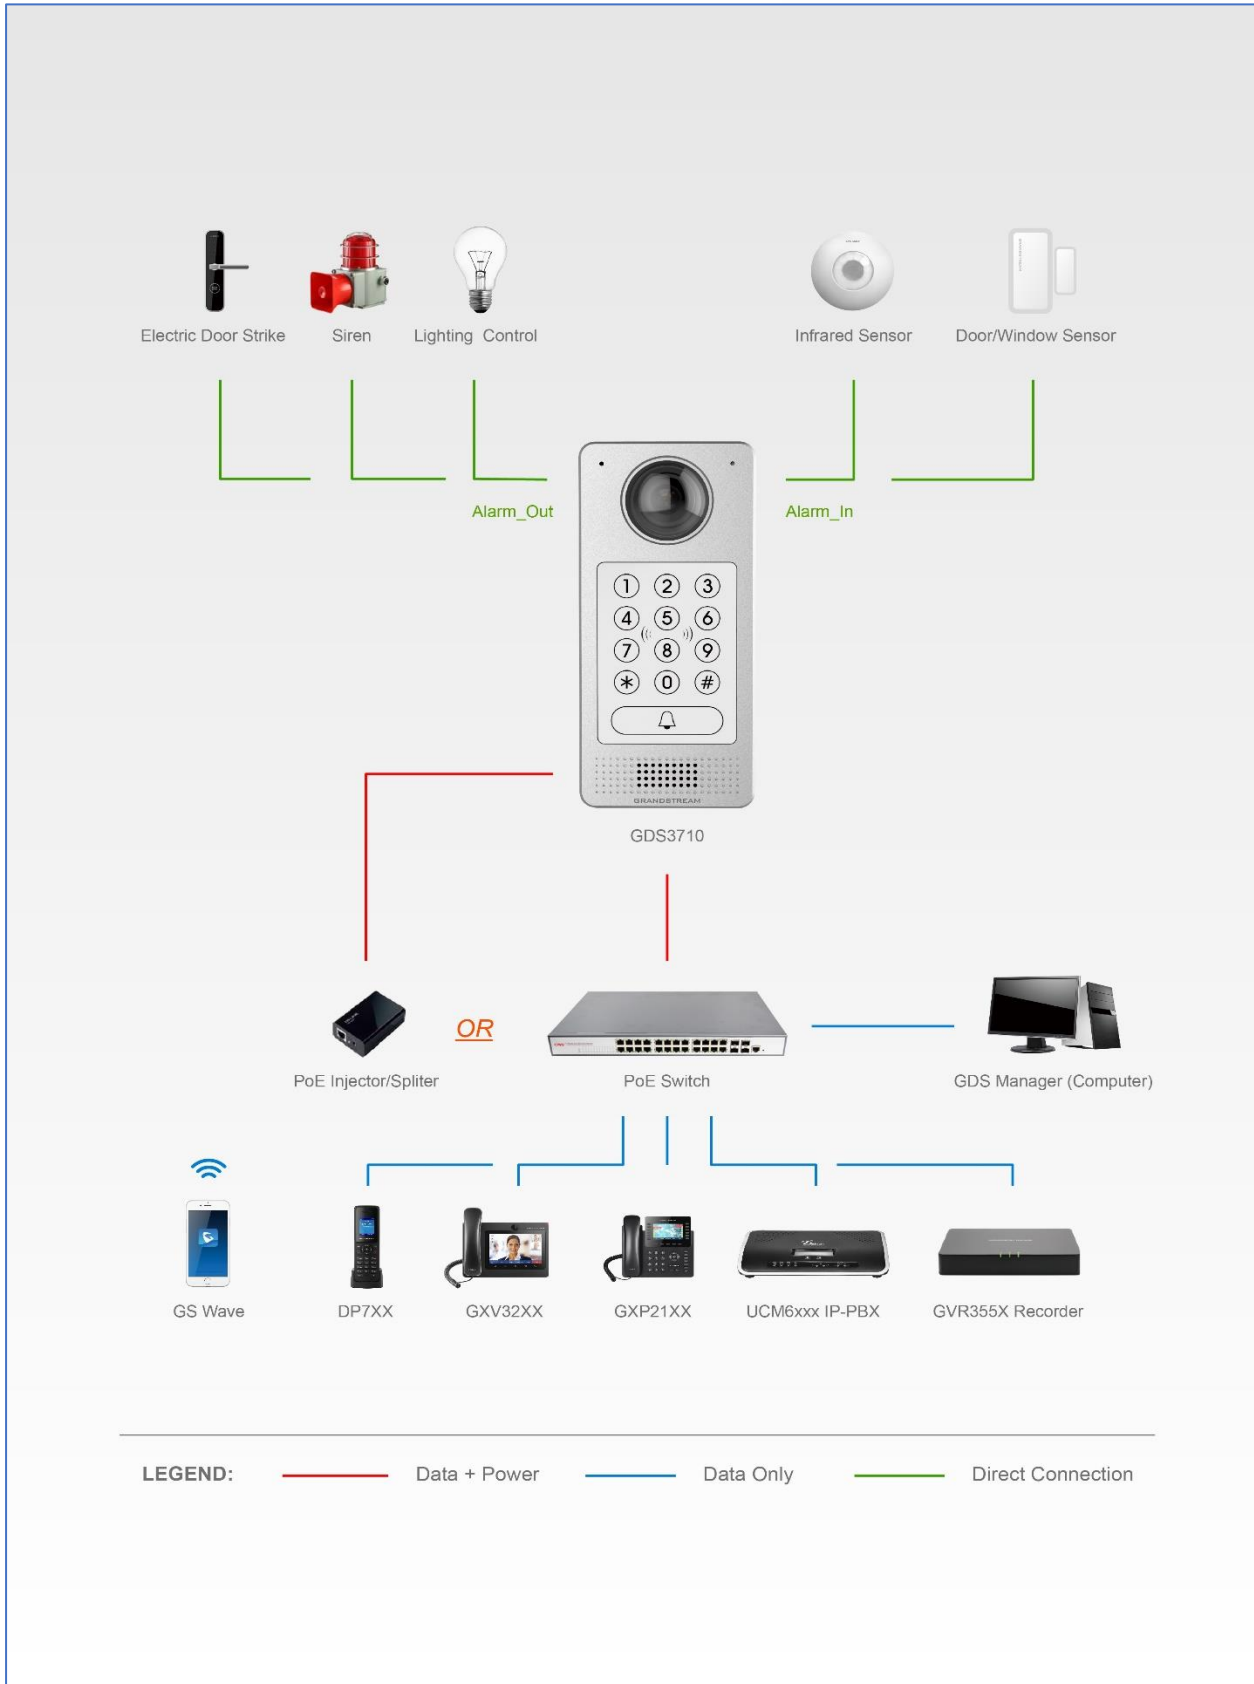 Electric Door Strike
Siren
Lighting Control
Infrared Sensor
Door/Window Sensor
Alarm_Out
Alarm_In
1 2 3
4 5 6
7 8 9
* 0 #
GRANDSTREAM
GDS3710
OR
PoE Injector/Spliter
PoE Switch
GDS Manager (Computer)
GS Wave
DP7XX
GXV32XX
GXP21XX
UCM6xxx IP-PBX
GVR355X Recorder
LEGEND:
Data + Power
Data Only
Direct Connection